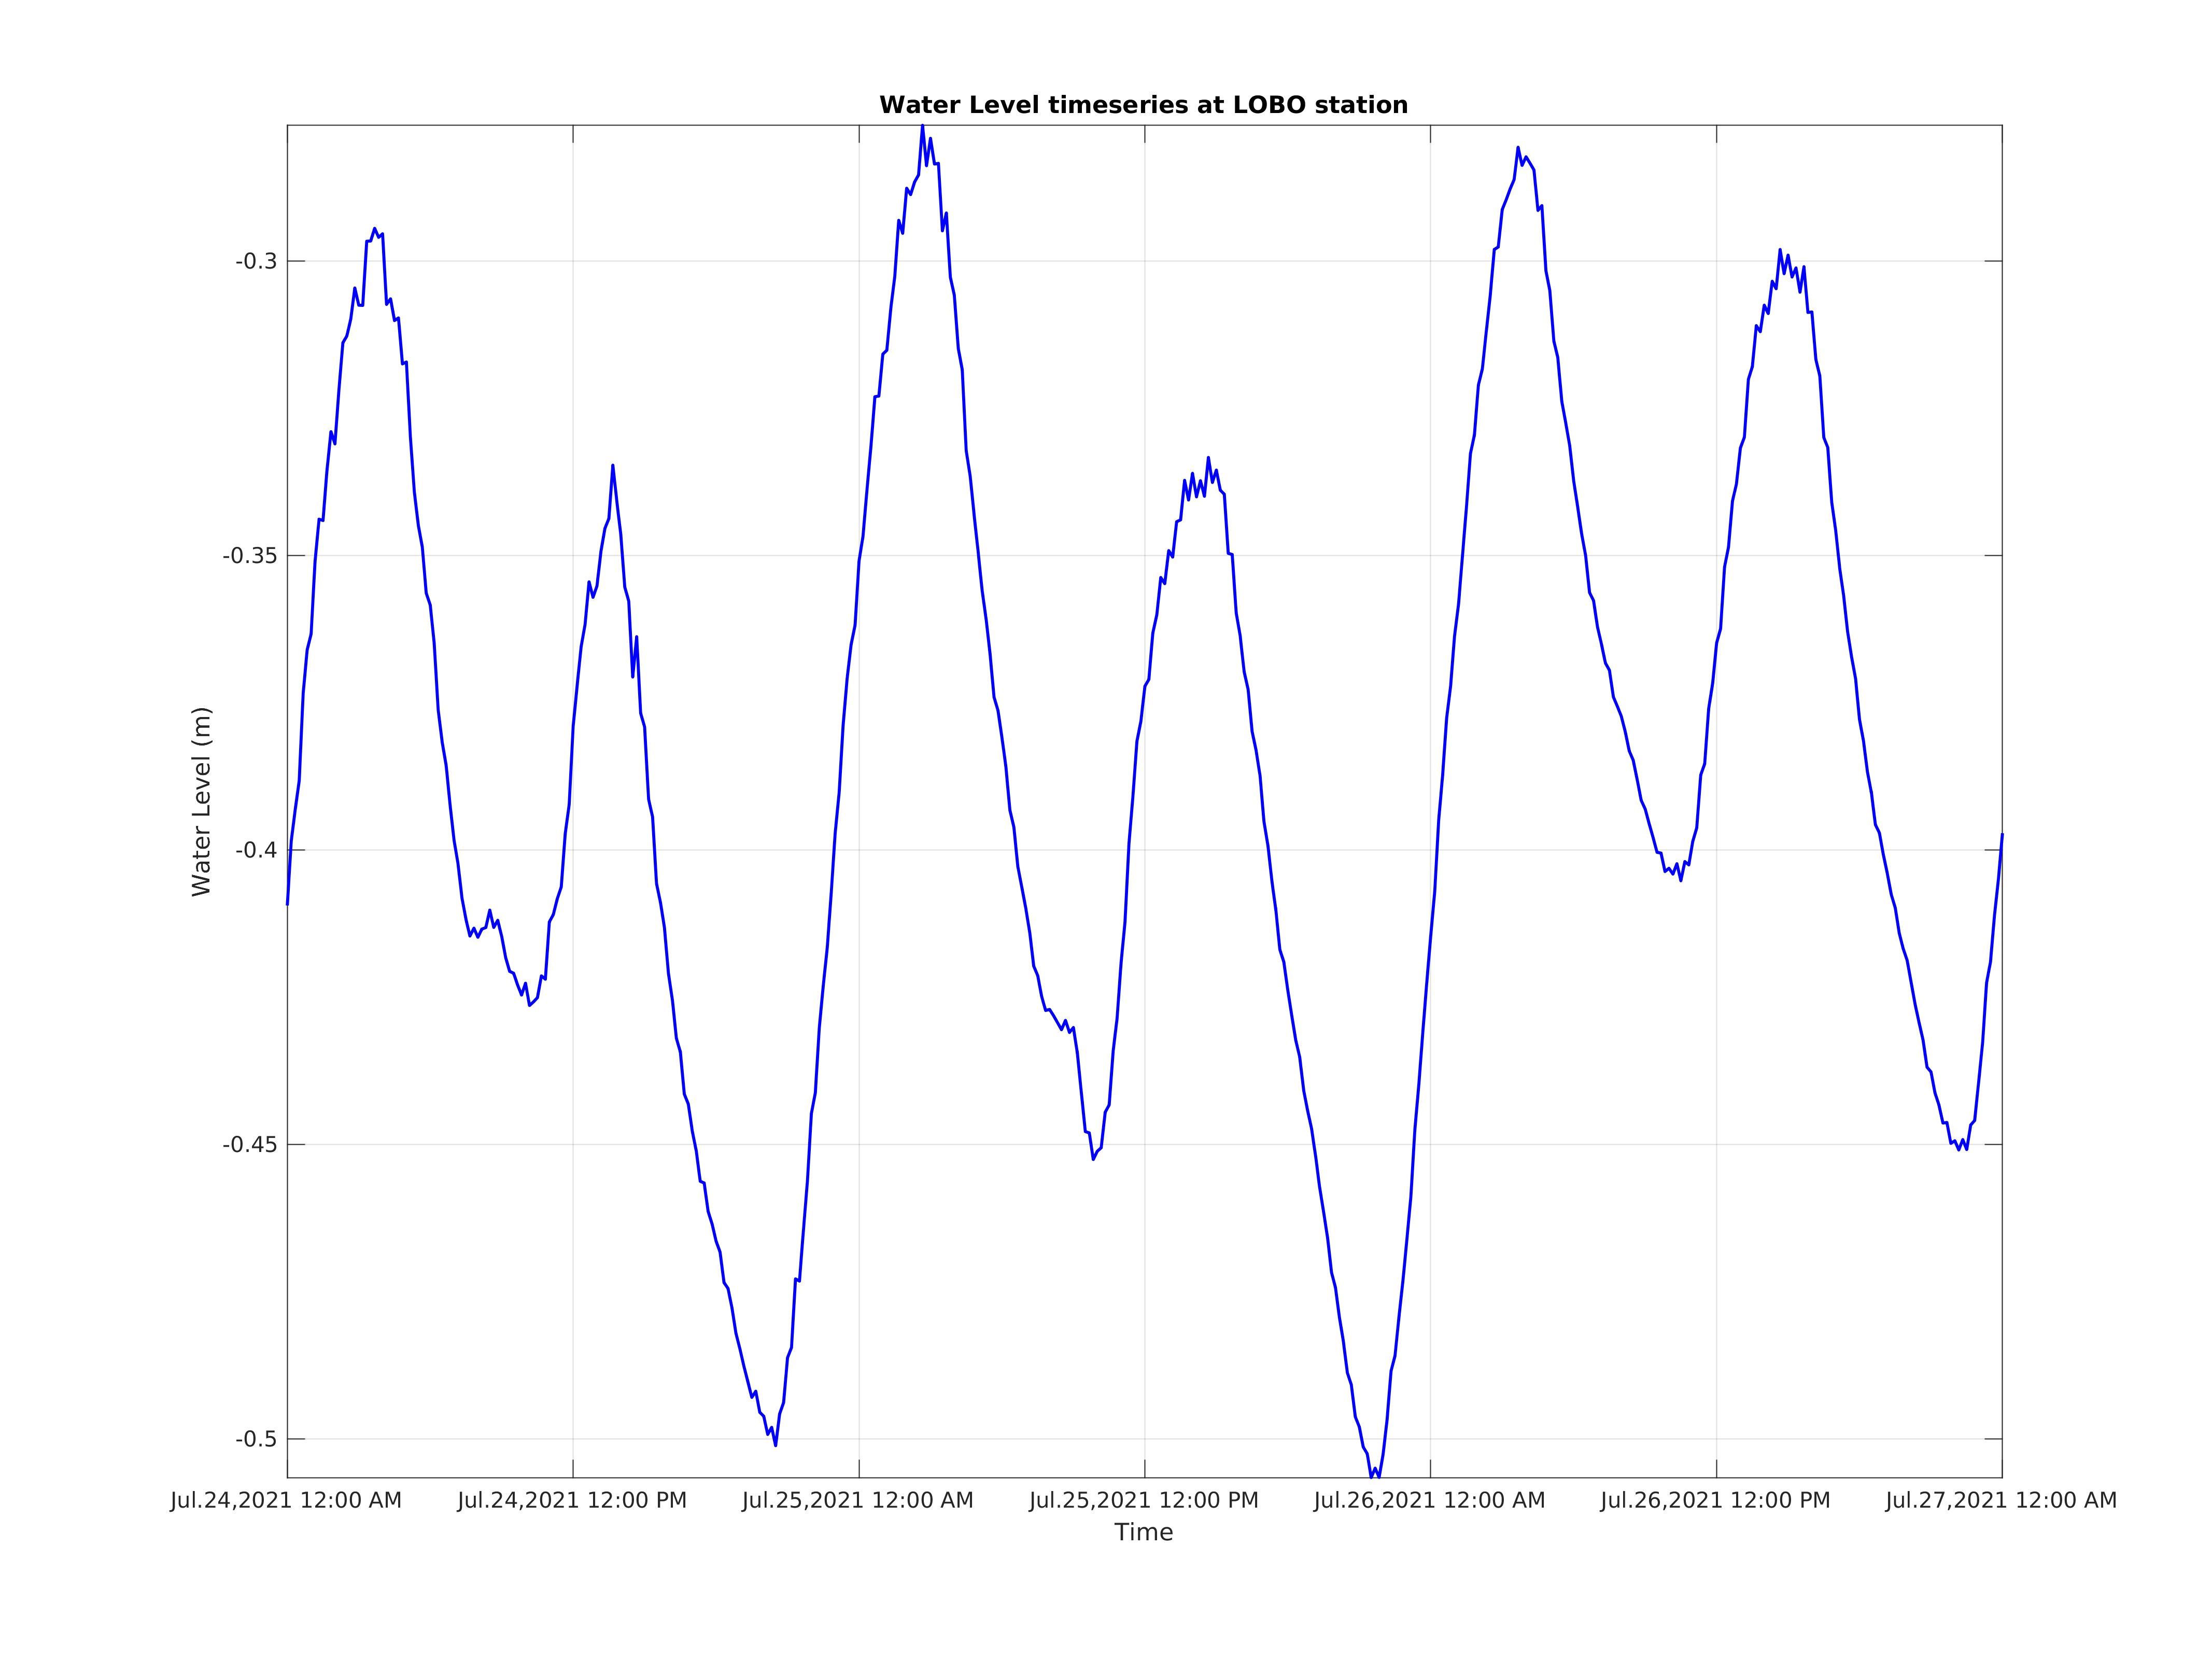 Water Level timeseries at LOBO station
-0.3
-0.35
-0.4
-0.45
-0.5
Water Level (m)
Jul.24,2021 12:00 AM
Jul.24,2021 12:00 PM
Jul.25,2021 12:00 AM
Jul.25,2021 12:00 PM
Jul.26,2021 12:00 AM
Jul.26,2021 12:00 PM
Jul.27,2021 12:00 AM
Time